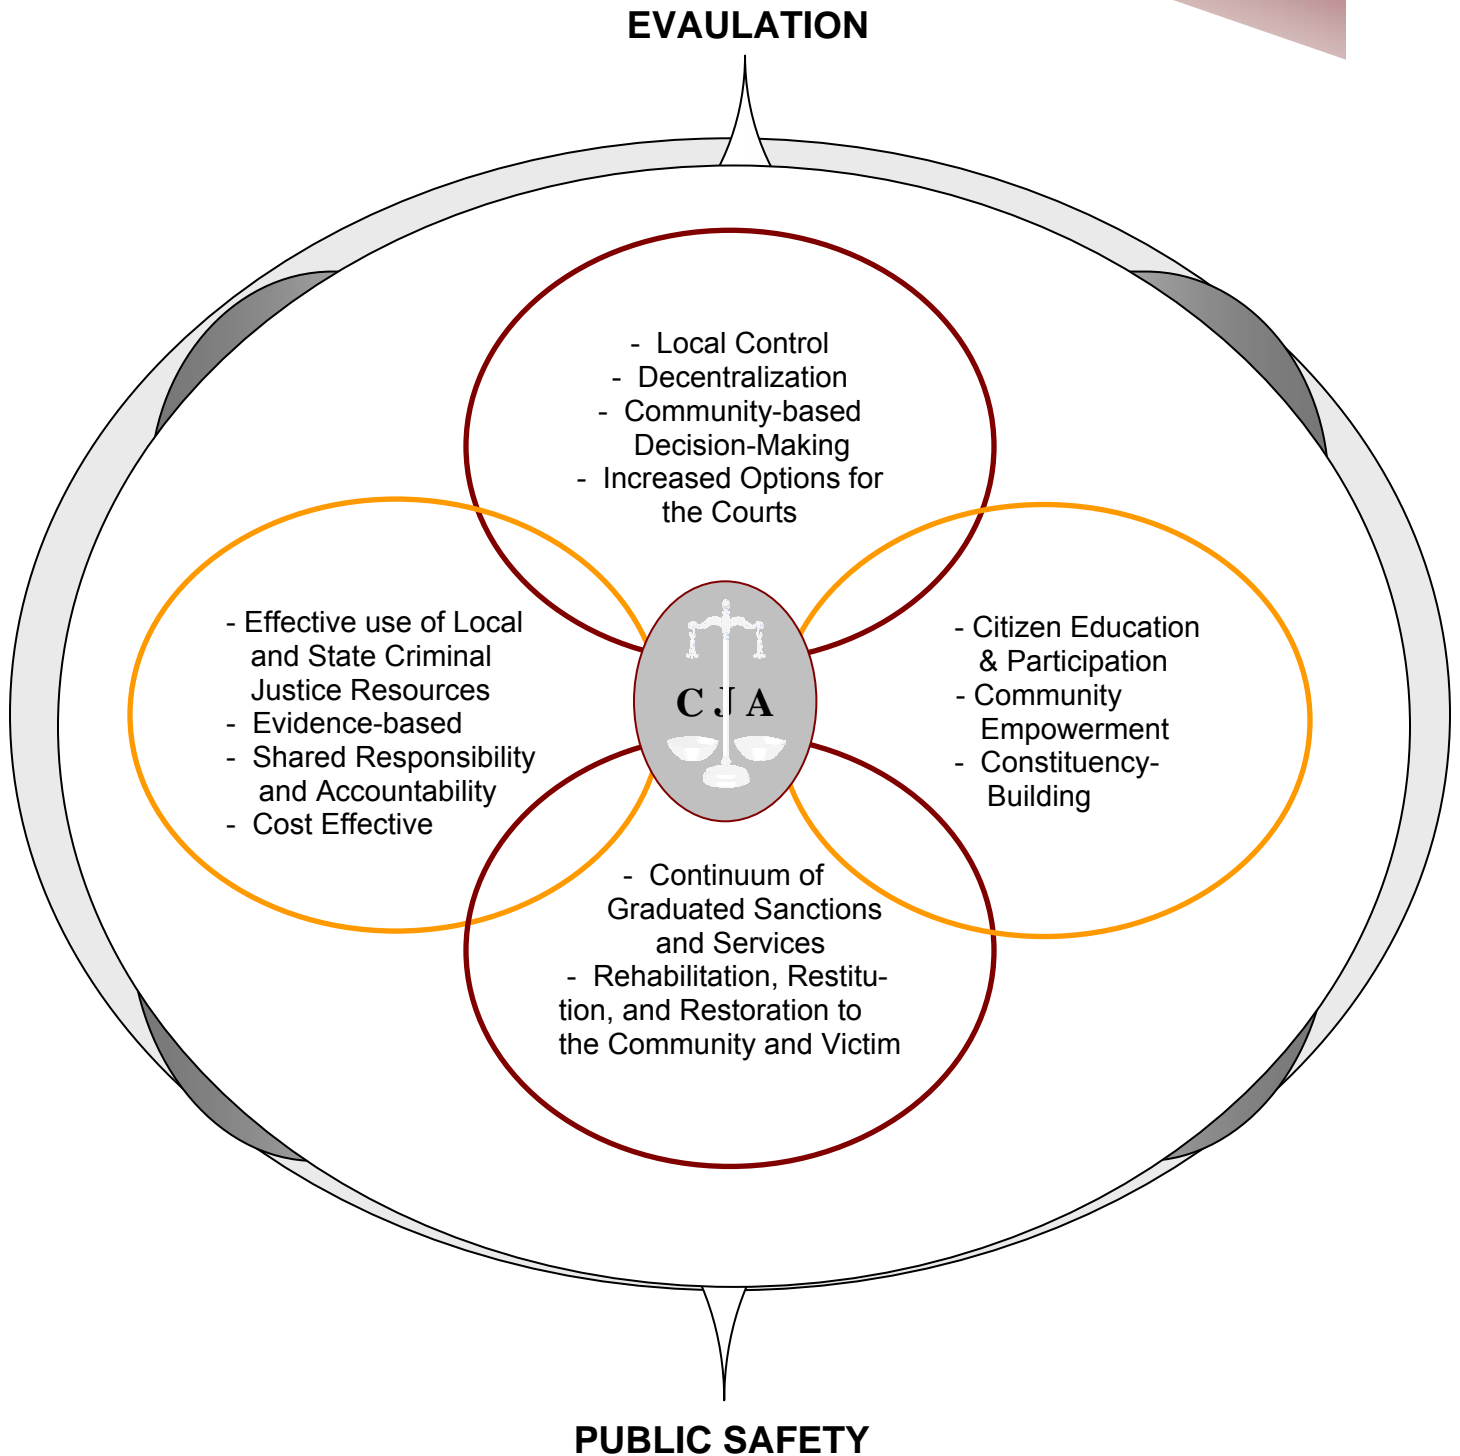 EVAULATION
- Local Control
- Decentralization
- Community-based
Decision-Making
- Increased Options for
the Courts
- Effective use of Local
and State Criminal
Justice Resources
- Evidence-based
- Shared Responsibility
and Accountability
- Cost Effective
C J A
- Citizen Education
& Participation
- Community
Empowerment
- Constituency-
Building
- Continuum of
Graduated Sanctions
and Services
- Rehabilitation, Restitu-
tion, and Restoration to
the Community and Victim
PUBLIC SAFETY